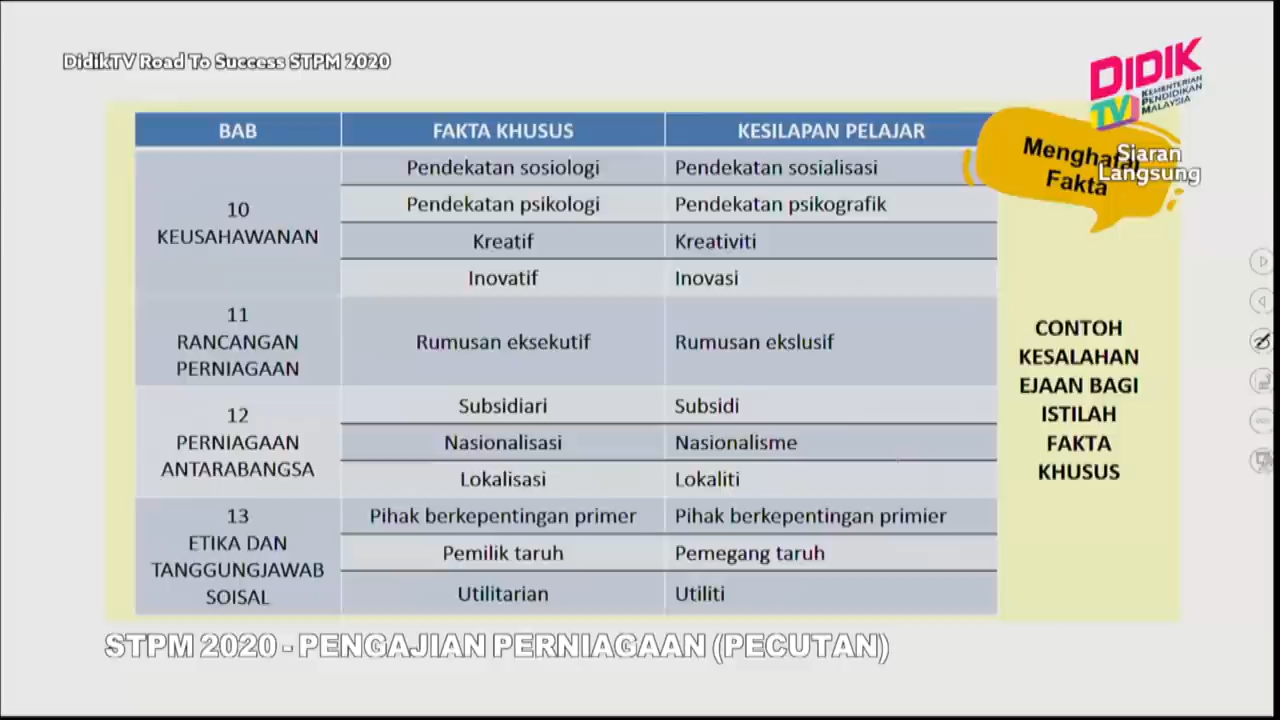 DidikTV Road To Success STPM 2020
DIDIK
TV
KEMENTERIAN
PENDIDIKAN
MALAYSIA
Siaran
Langsung
Menghafal
Fakta
BAB FAKTA KHUSUS KESILAPAN PELAJAR
10
KEUSAHAWANAN
Pendekatan sosiologi Pendekatan sosialisasi
Pendekatan psikologi Pendekatan psikografik
Kreatif Kreativiti
Inovatif Inovasi
11
RANCANGAN
PERNIAGAAN
Rumusan eksekutif Rumusan ekslusif
12
PERNIAGAAN
ANTARABANGSA
Subsidiari Subsidi
Nasionalisasi Nasionalisme
Lokalisasi Lokaliti
13
ETIKA DAN
TANGGUNGJAWAB
SOISAL
Pihak berkepentingan primer Pihak berkepentingan primier
Pemilik taruh Pemegang taruh
Utilitarian Utiliti
CONTOH
KESALAHAN
EJAAN BAGI
ISTILAH
FAKTA
KHUSUS
STPM 2020 - PENGAJIAN PERNIAGAAN (PECUTAN)